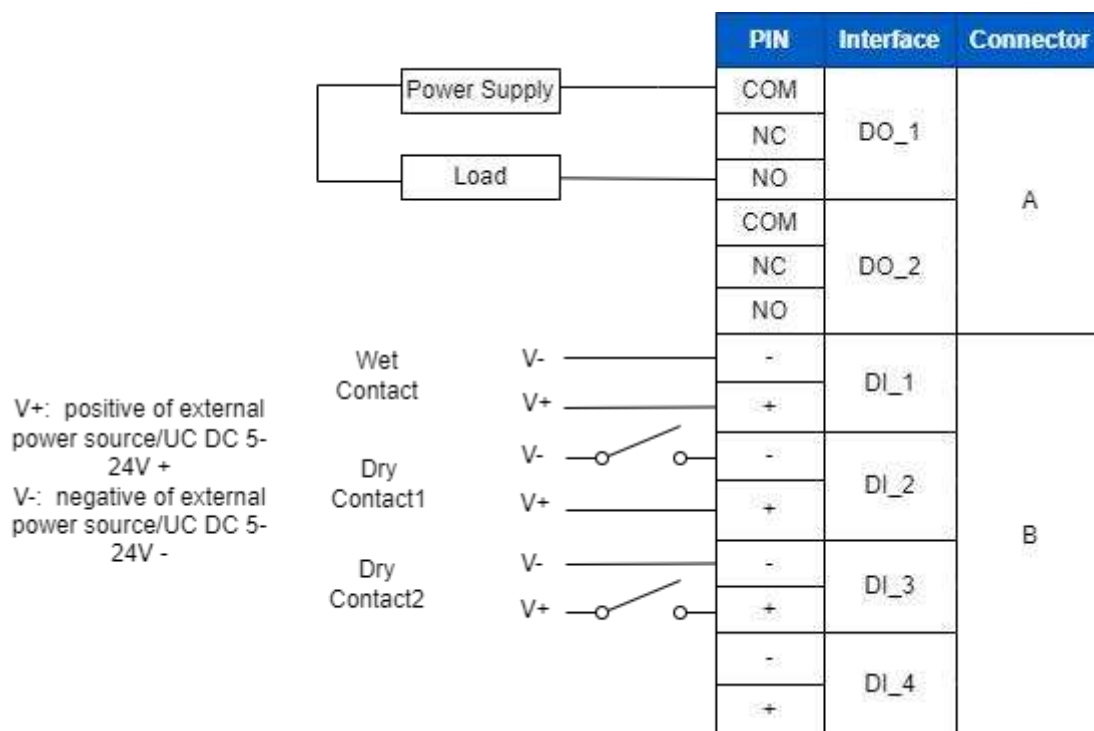 PIN Interface Connector
Power Supply
COM
NC
DO_1
Load
NO
A
COM
NC
DO_2
NO
Wet
Contact
V-
-
DI_1
V+
+
V+: positive of external
power source/UC DC 5-
24V +
V-: negative of external
power source/UC DC 5-
24V -
Dry
Contact1
V-
-
DI_2
V+
+
B
Dry
Contact2
V-
-
DI_3
V+
+
-
DI_4
+